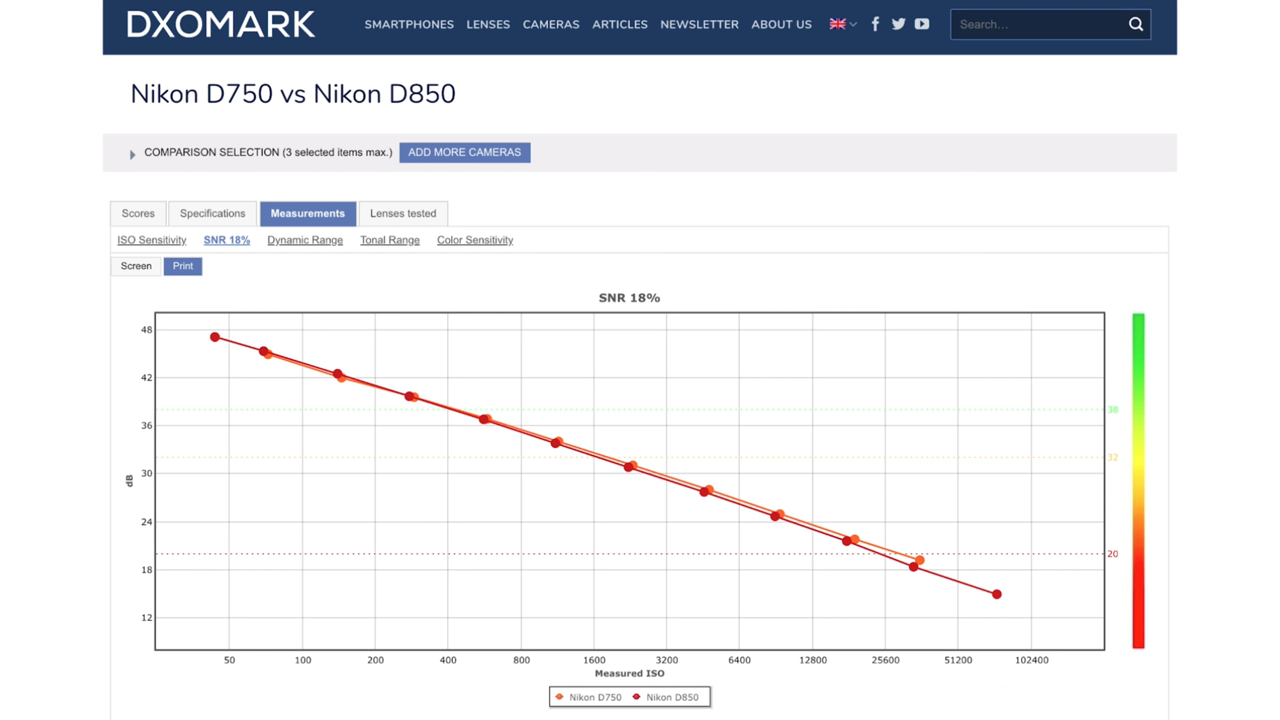 DXOMARK
SMARTPHONES LENSES CAMERAS ARTICLES NEWSLETTER ABOUT US
Search...
Nikon D750 vs Nikon D850
COMPARISON SELECTION (3 selected items max.) ADD MORE CAMERAS
Scores Specifications Measurements Lenses tested
ISO Sensitivity SNR 18% Dynamic Range Tonal Range Color Sensitivity
Screen Print
SNR 18%
48
42
38
36
32
30
dB
24
20
18
12
50 100 200 400 800 1600 3200 6400 12800 25600 51200 102400
Measured ISO
Nikon D750 Nikon D850